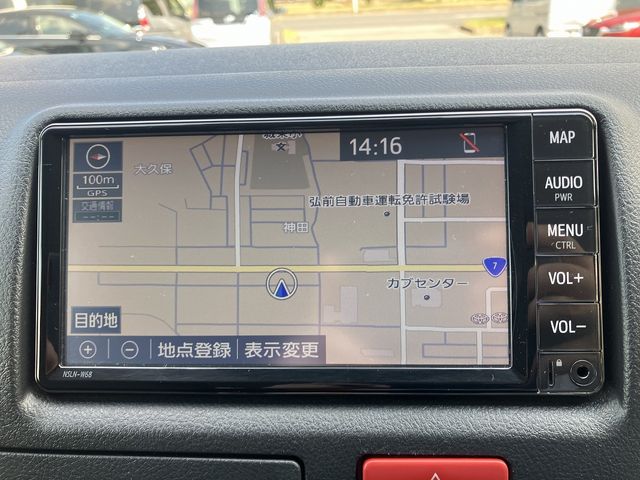 14:16
MAP
大久保
100m
GPS
交通情報
--:--
文
弘前自動車運転免許試験場
神田
AUDIO
PWR
MENU
CTRL
7
カブセンター
VOL+
目的地
VOL-
+ - 地点登録 表示変更
NSLN-W58